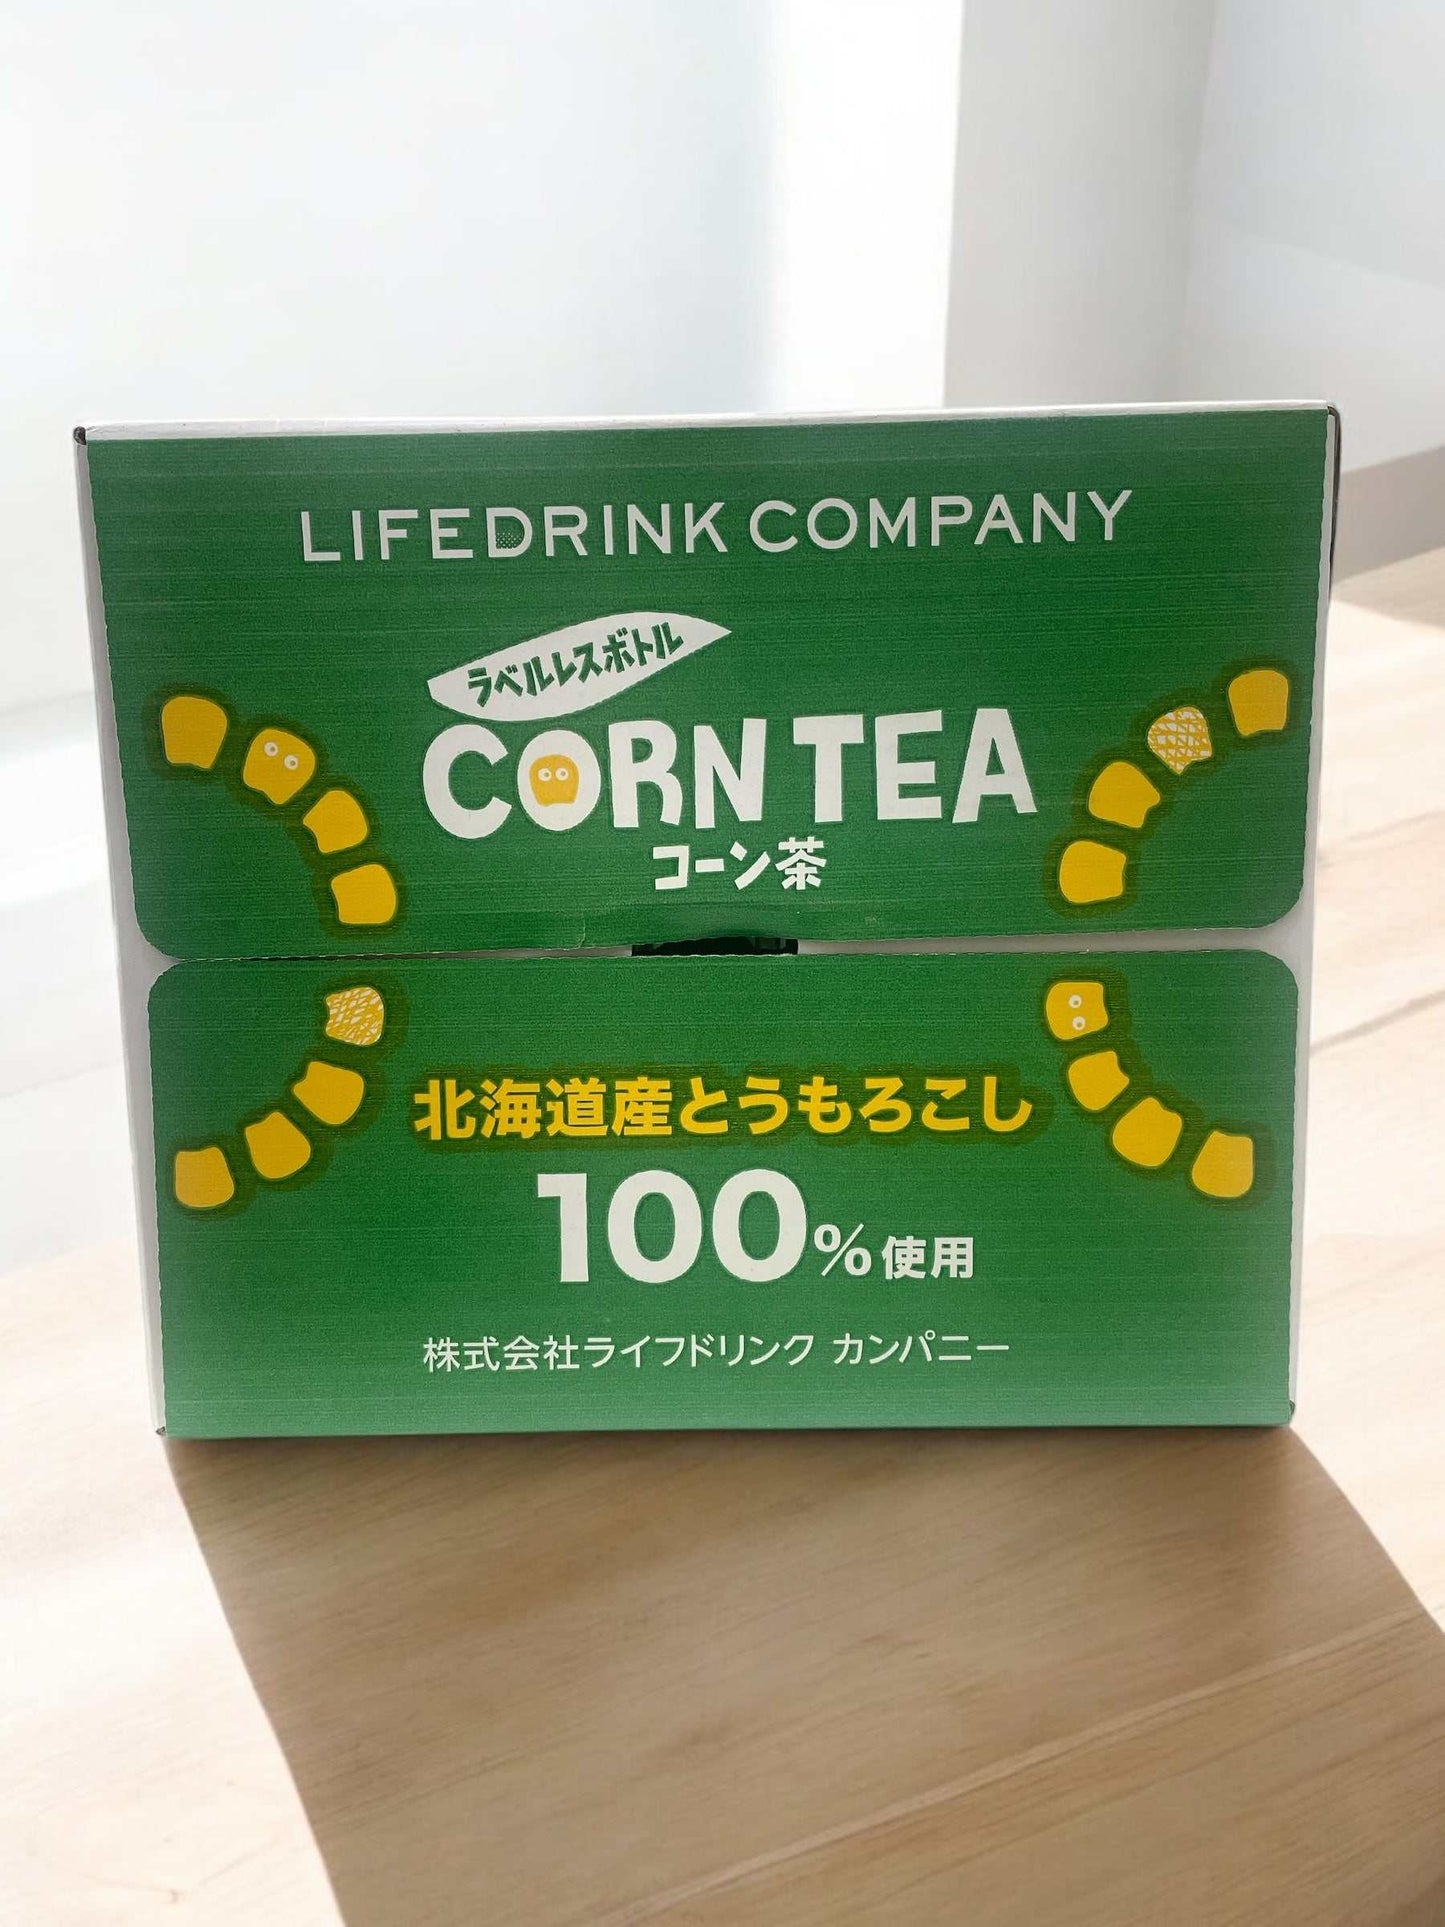 LIFEDRINK COMPANY
ラベルレスボトル
CORN TEA
コーン茶
北海道産とうもろこし
100%使用
株式会社ライフドリンク カンパニー